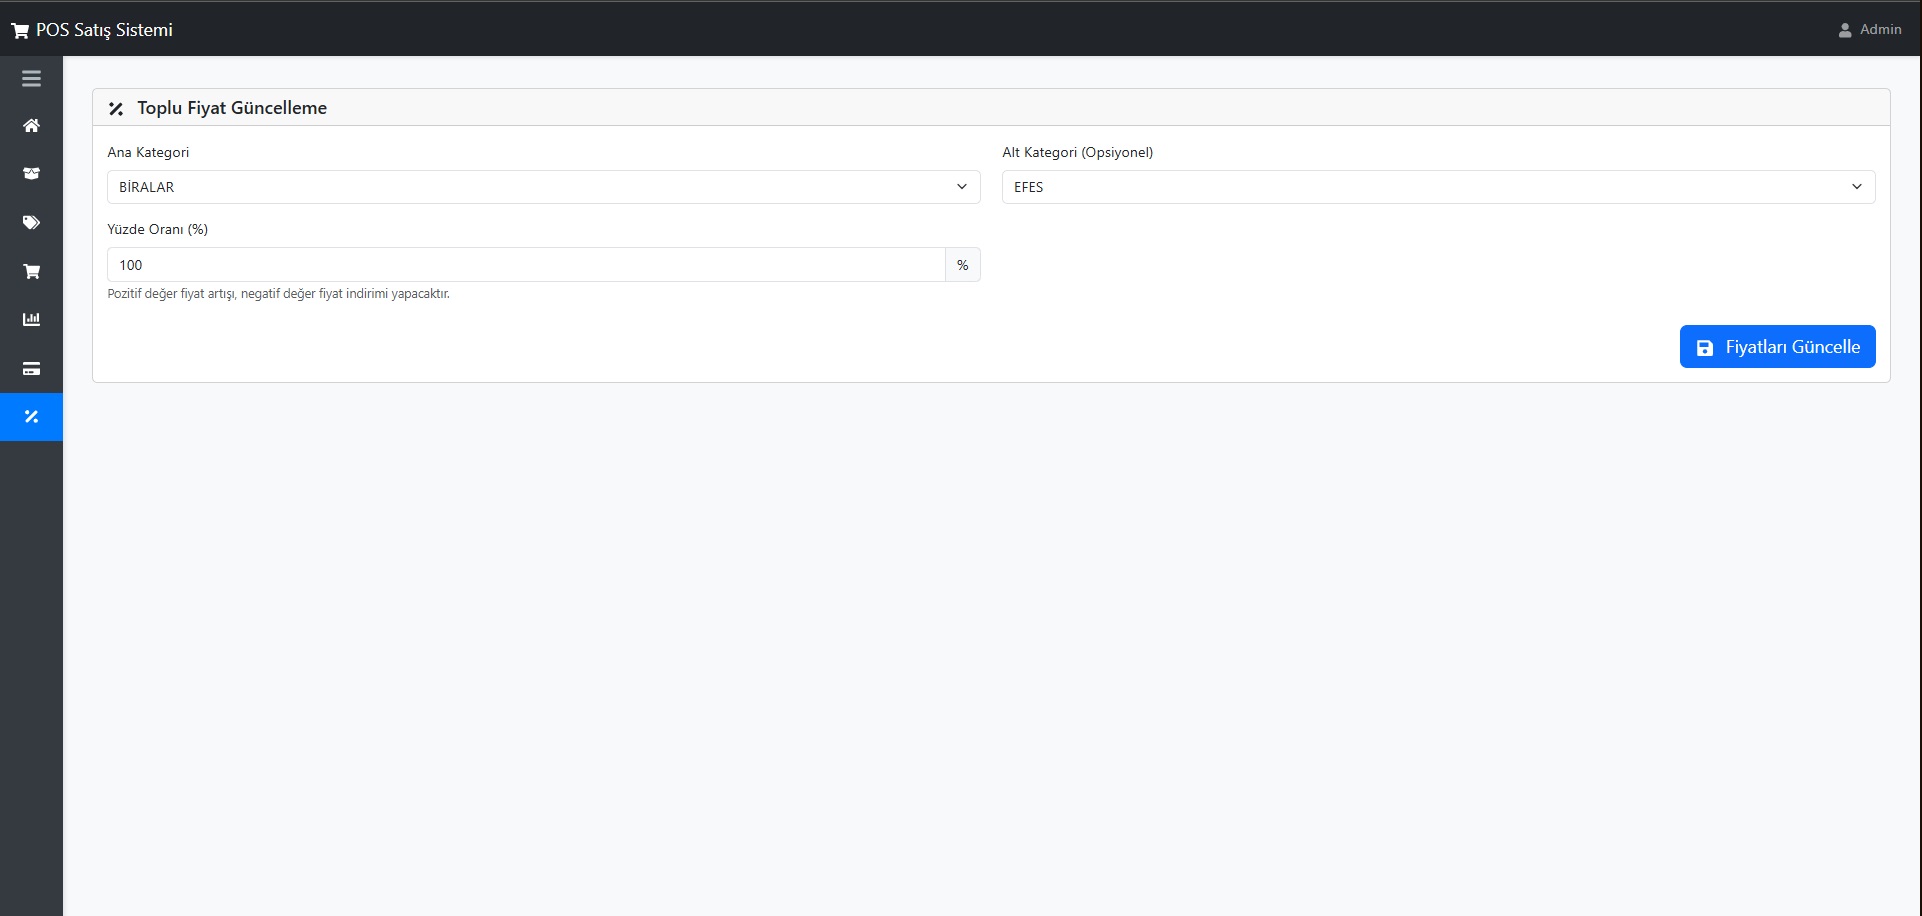 POS Satış Sistemi
Admin
Toplu Fiyat Güncelleme
Ana Kategori
Alt Kategori (Opsiyonel)
BİRALAR
EFES
Yüzde Oranı (%)
100
%
Pozitif değer fiyat artışı, negatif değer fiyat indirimi yapacaktır.
Fiyatları Güncelle